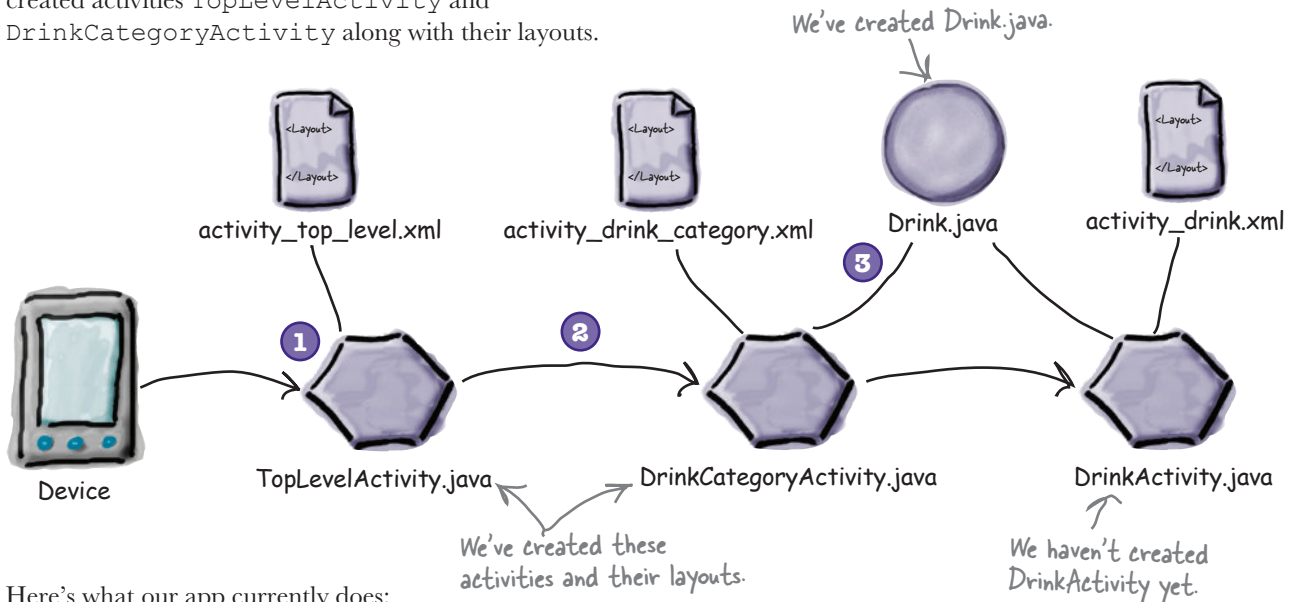 created activities TopLevelActivity and
DrinkCategoryActivity along with their layouts.
We've created Drink.java.
<Layout>
</Layout>
activity_top_level.xml
<Layout>
</Layout>
activity_drink_category.xml
Drink.java
<Layout>
</Layout>
activity_drink.xml
1
2
3
Device
TopLevelActivity.java
DrinkCategoryActivity.java
DrinkActivity.java
We've created these
activities and their layouts.
We haven't created
DrinkActivity yet.
Here's what our app currently does: